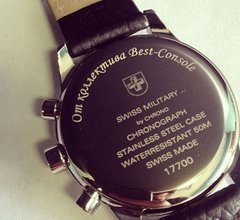 От коллектива Best-Console
SWISS MILITARY
by CHRONO
CHRONOGRAPH
STAINLESS STEEL CASE
WATERRESISTANT 50M
SWISS MADE
17700